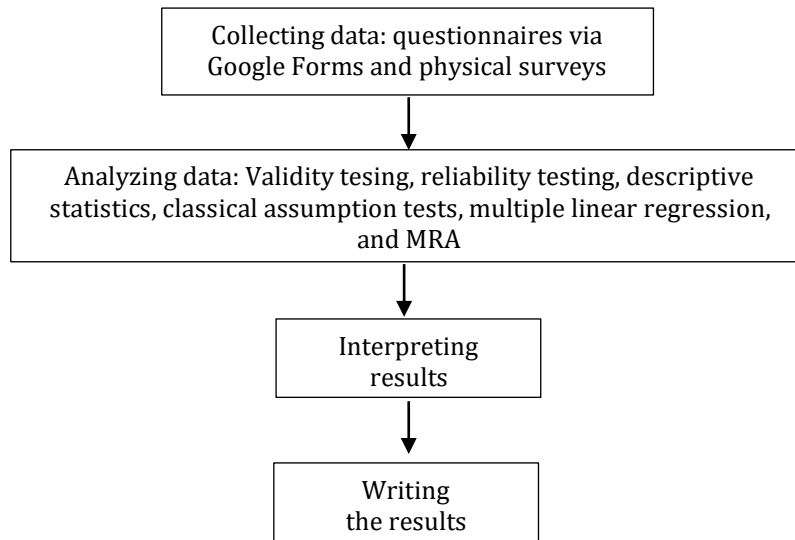 Collecting data: questionnaires via
Google Forms and physical surveys
Analyzing data: Validity tesing, reliability testing, descriptive
statistics, classical assumption tests, multiple linear regression,
and MRA
Interpreting
results
Writing
the results